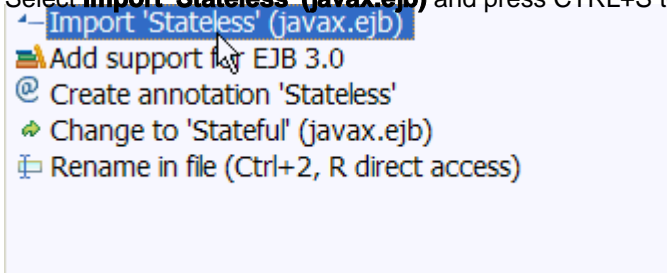 Select Import 'Stateless' (javax.ejb) and press CTRL+S t
Import 'Stateless' (javax.ejb)
Add support for EJB 3.0
Create annotation 'Stateless'
Change to 'Stateful' (javax.ejb)
Rename in file (Ctrl+2, R direct access)